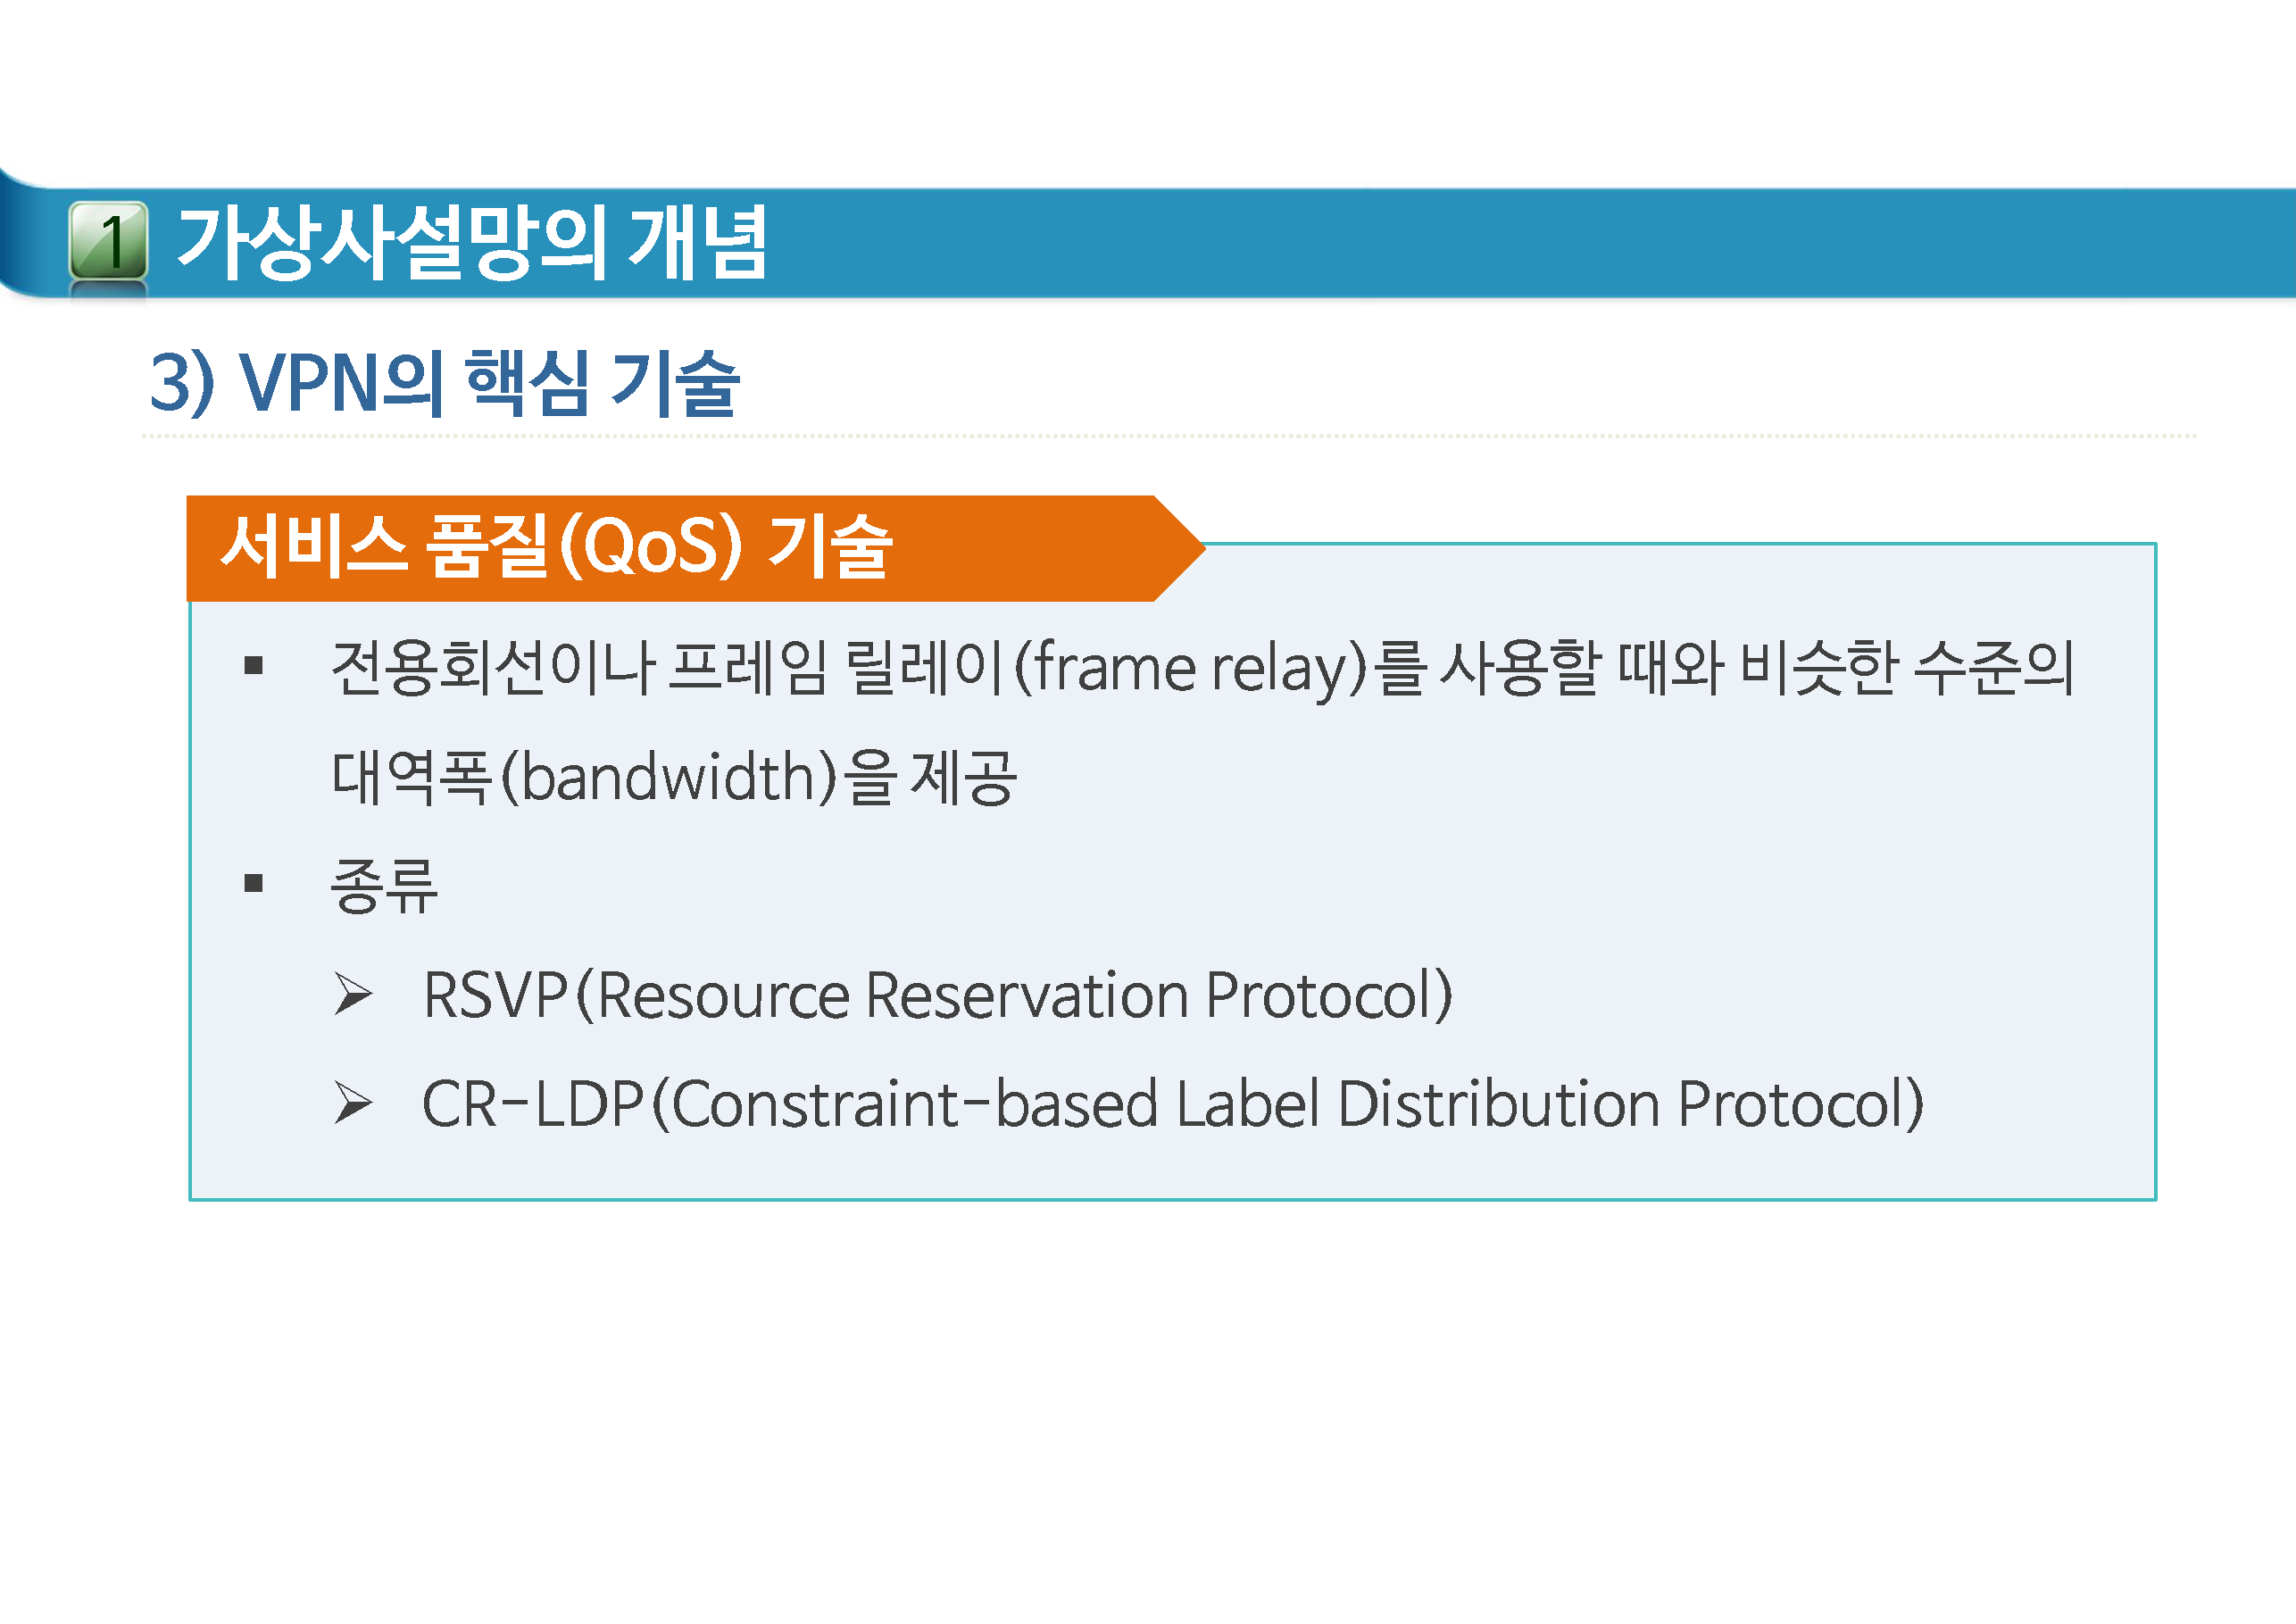 1 가상사설망의 개념
3) VPN의 핵심 기술
서비스 품질(QoS) 기술
▪ 전용회선이나 프레임 릴레이(frame relay)를 사용할 때와 비슷한 수준의
대역폭(bandwidth)을 제공
▪ 종류
➢ RSVP(Resource Reservation Protocol)
➢ CR-LDP(Constraint-based Label Distribution Protocol)